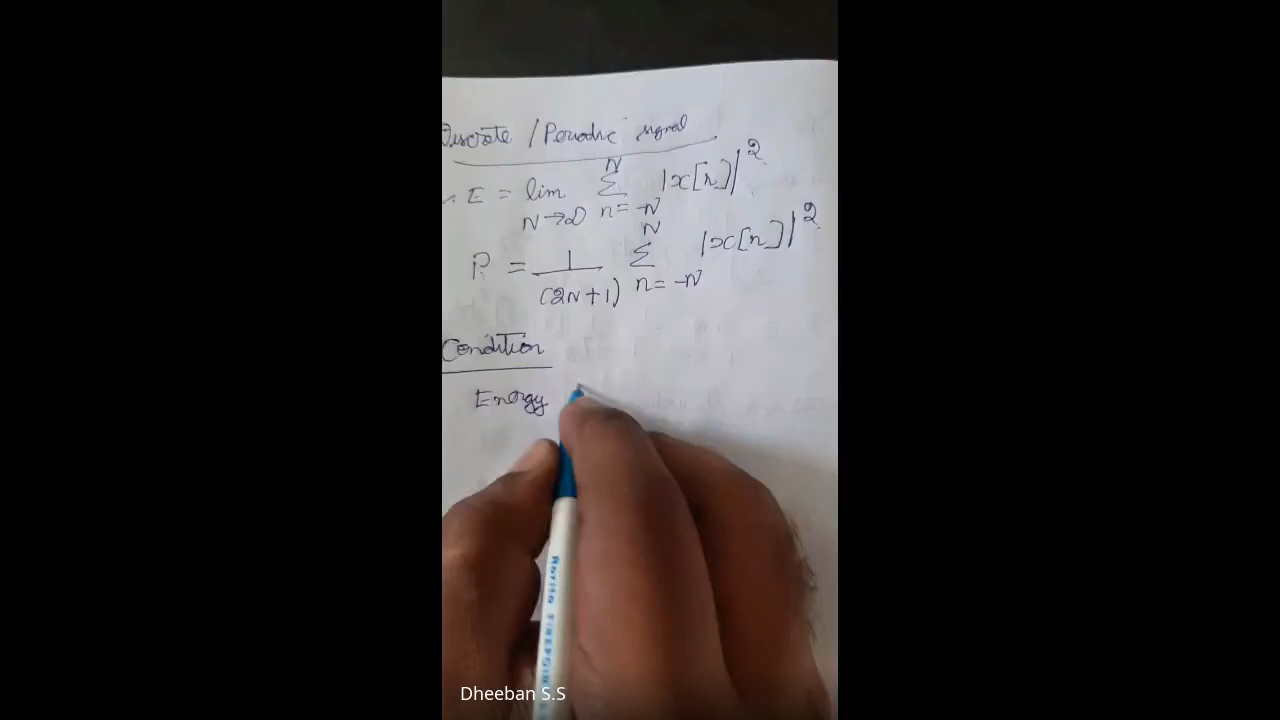 Discrete / Periodic signal
E = lim N→∞ Σ n=-N N |x[n]|²
P = 1/(2N+1) Σ n=-N N |x[n]|²
Condition
Energy
Dheeban S.S